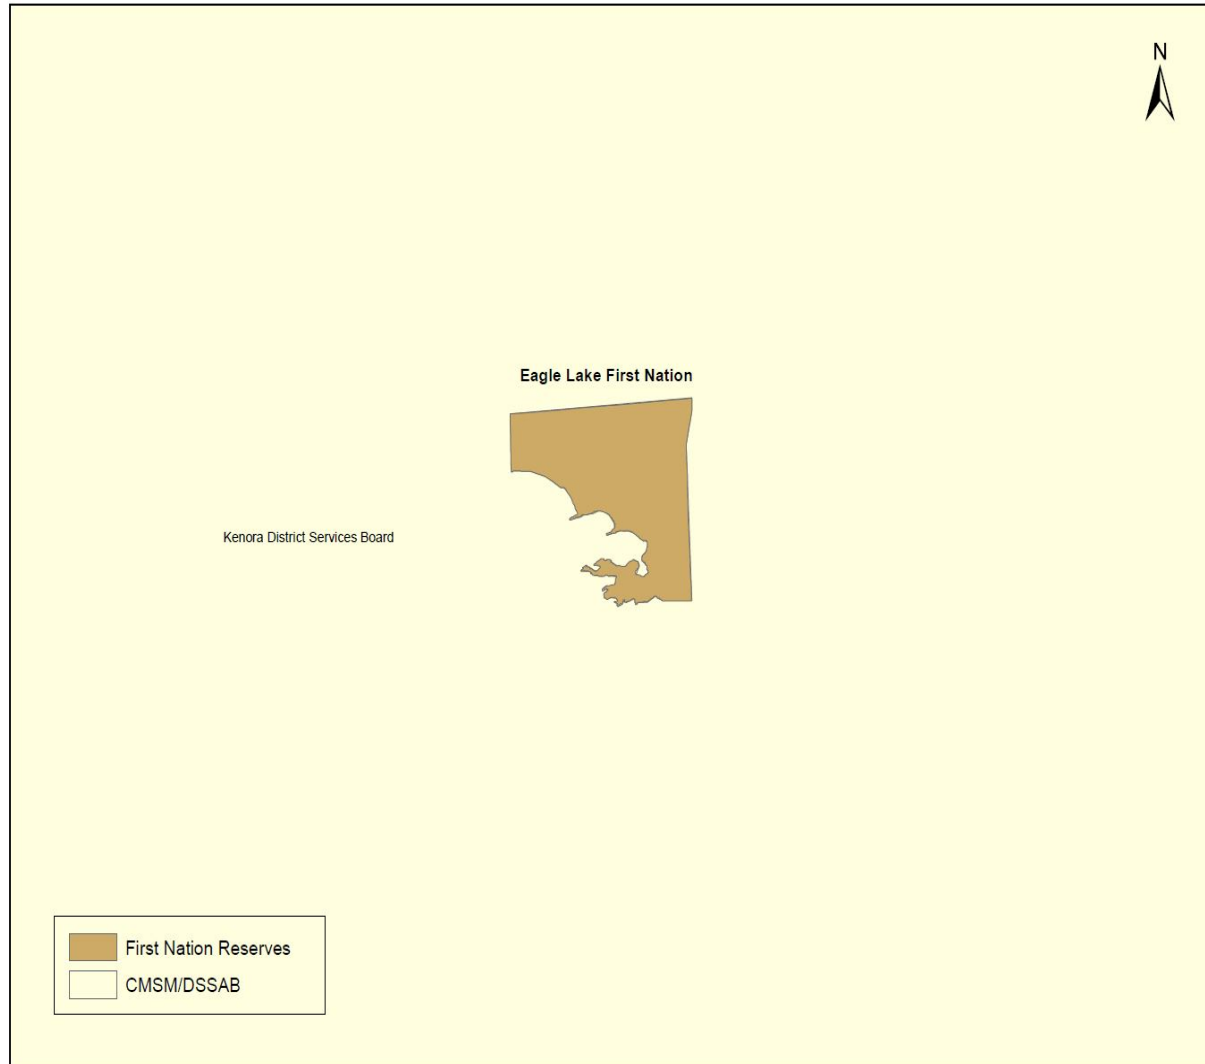 N
Eagle Lake First Nation
Kenora District Services Board
First Nation Reserves
CMSM/DSSAB